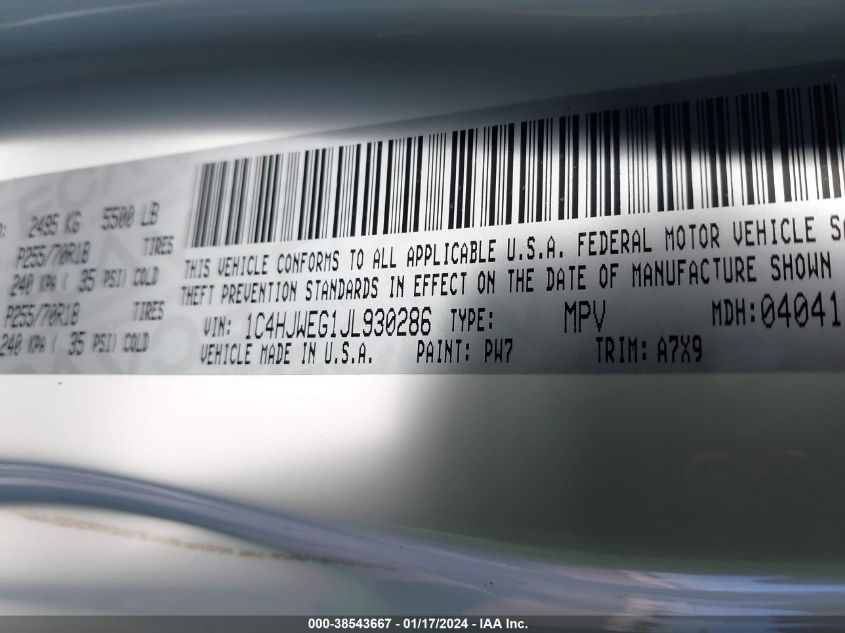 : 2495 KG 5500 LB
P255/70R18 TIRES
240 KPA ( 35 PSI) COLD
P255/70R18 TIRES
240 KPA ( 35 PSI) COLD
THIS VEHICLE CONFORMS TO ALL APPLICABLE U.S.A. FEDERAL MOTOR VEHICLE
THEFT PREVENTION STANDARDS IN EFFECT ON THE DATE OF MANUFACTURE SHOWN
VIN: 1C4HJWEG1JL930286 TYPE: MPV MDH: 04041
VEHICLE MADE IN U.S.A. PAINT: PW7 TRIM: A7X9
000-38543667 - 01/17/2024 - IAA Inc.